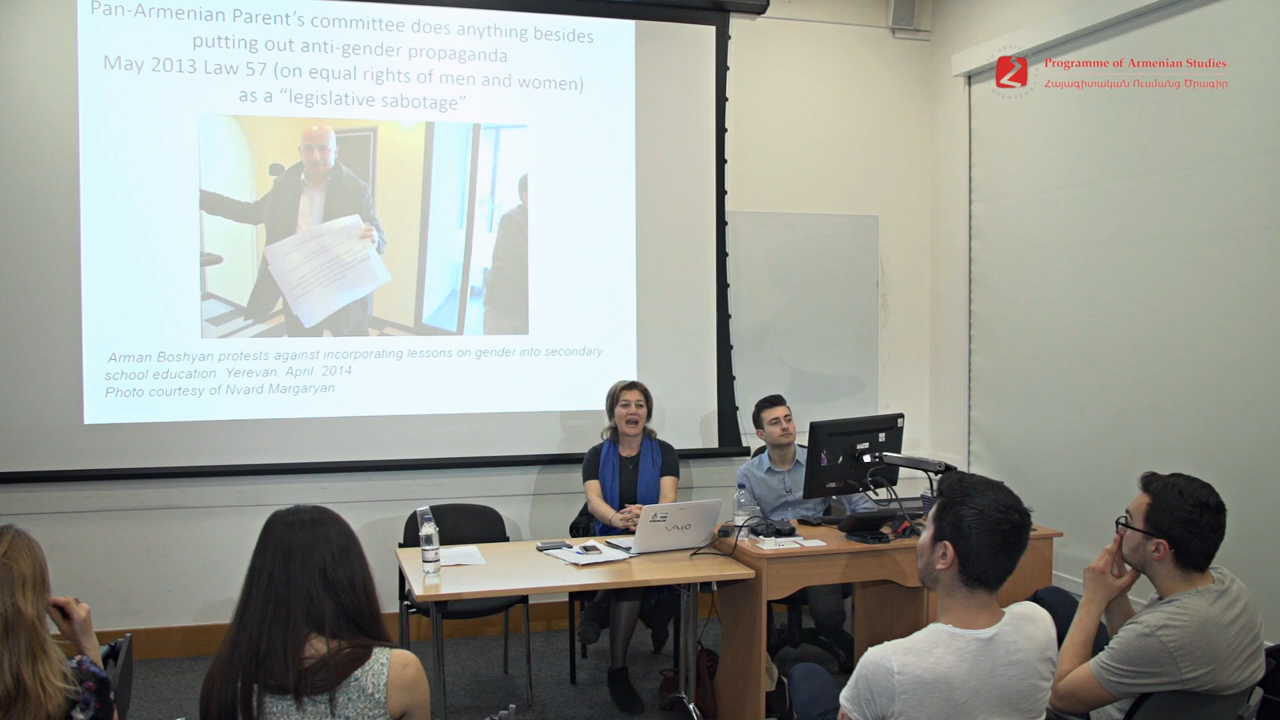 Pan-Armenian Parent's committee does anything besides
putting out anti-gender propaganda
May 2013 Law 57 (on equal rights of men and women)
as a “legislative sabotage”
Programme of Armenian Studies
Հայագիտական Ուսմանց Ծրագիր
Arman Boshyan protests against incorporating lessons on gender into secondary
school education. Yerevan. April, 2014
Photo courtesy of Nvard Margaryan
VAIO